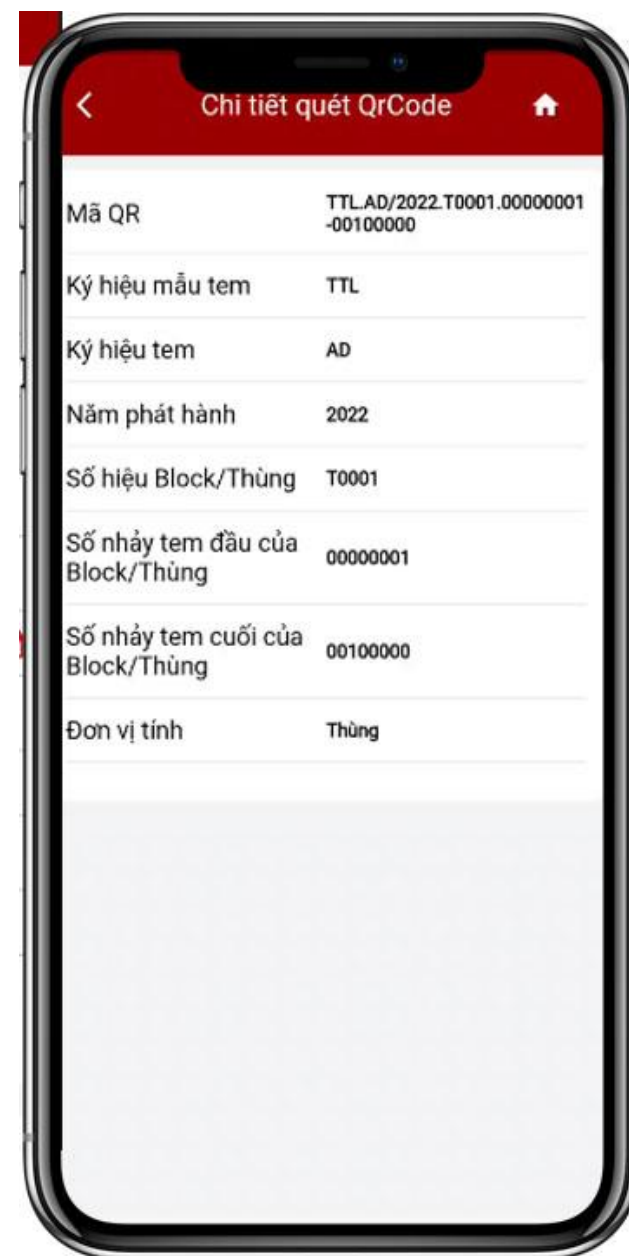 Chi tiết quét QrCode
Mã QR
TTL.AD/2022.T0001.00000001
-00100000
Ký hiệu mẫu tem
TTL
Ký hiệu tem
AD
Năm phát hành
2022
Số hiệu Block/Thùng
T0001
Số nhảy tem đầu của
Block/Thùng
00000001
Số nhảy tem cuối của
Block/Thùng
00100000
Đơn vị tính
Thùng